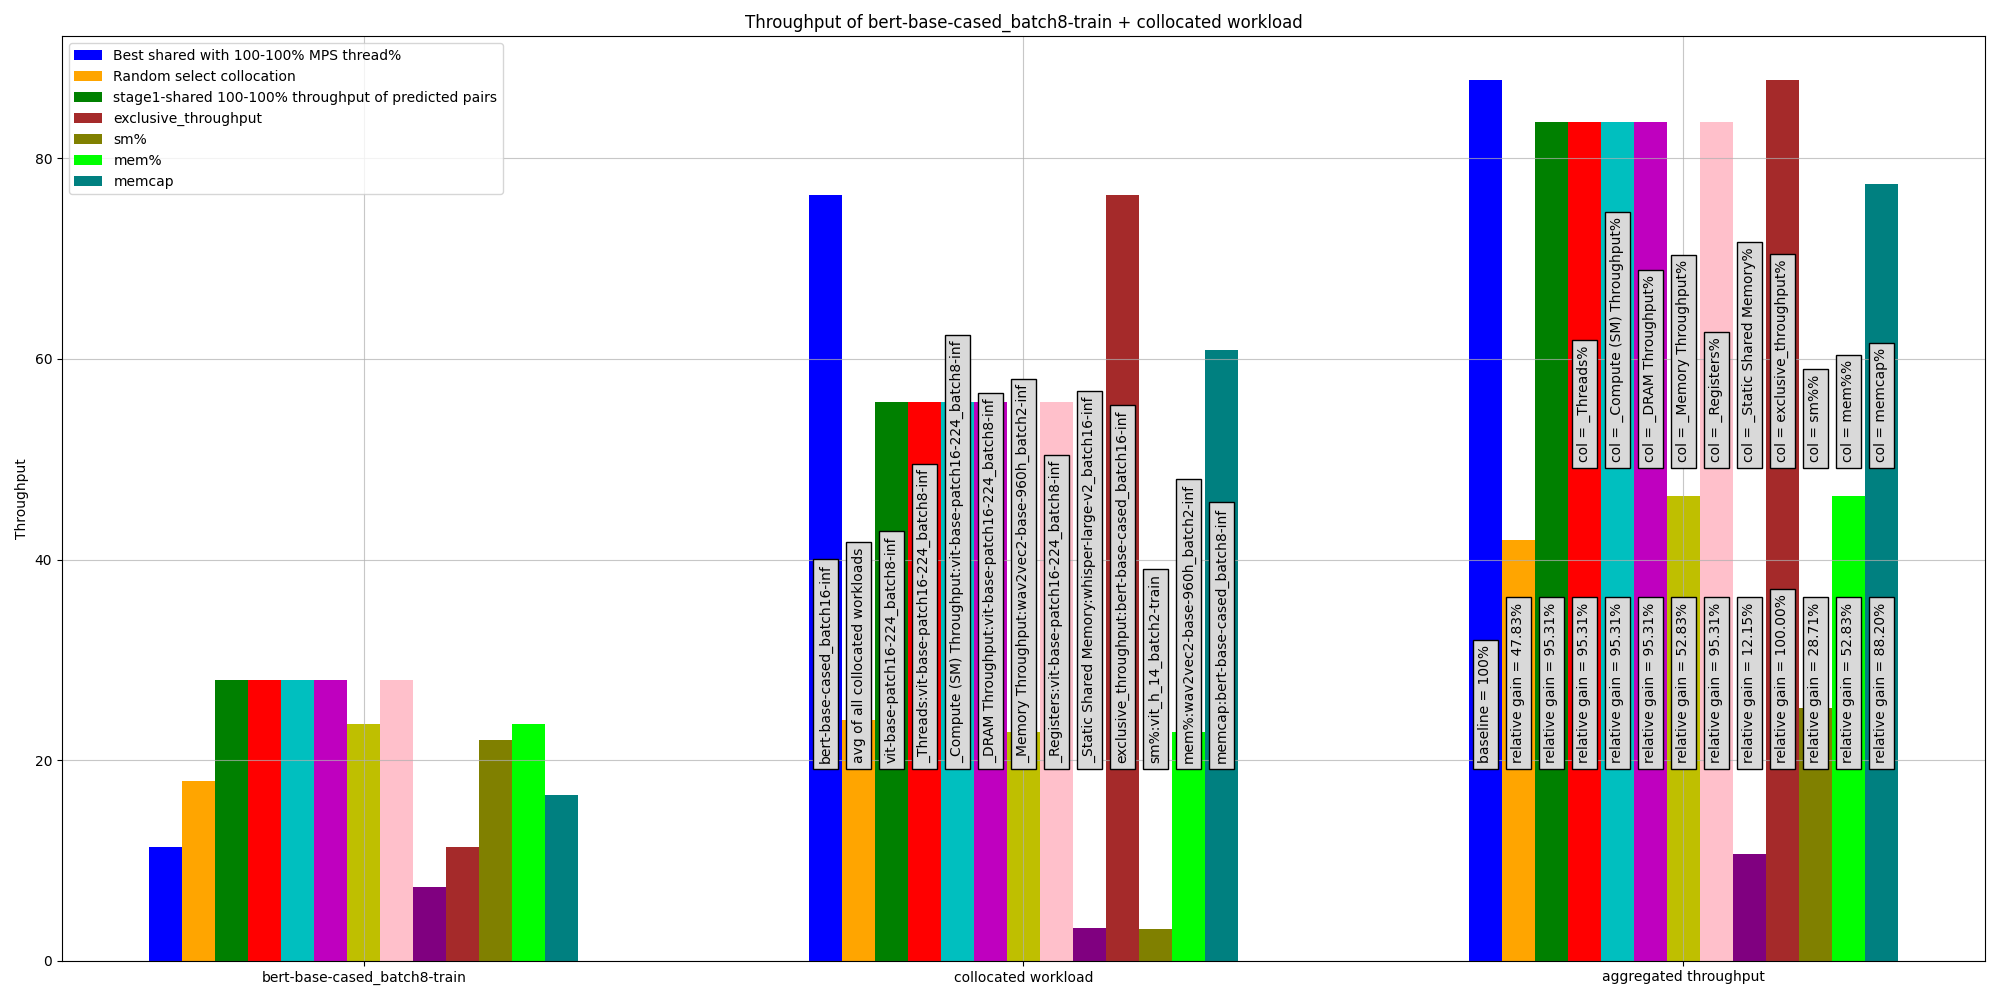 Throughput of bert-base-cased_batch8-train + collocated workload
Best shared with 100-100% MPS thread%
Random select collocation
stage1-shared 100-100% throughput of predicted pairs
exclusive_throughput
sm%
mem%
memcap
Throughput
80
60
40
20
0
bert-base-cased_batch16-inf
avg of all collocated workloads
vit-base-patch16-224_batch8-inf
_Threads:vit-base-patch16-224_batch8-inf
_Compute (SM) Throughput:vit-base-patch16-224_batch8-inf
_DRAM Throughput:vit-base-patch16-224_batch8-inf
_Memory Throughput:wav2vec2-base-960h_batch2-inf
_Registers:vit-base-patch16-224_batch8-inf
_Static Shared Memory:whisper-large-v2_batch16-inf
exclusive_throughput:bert-base-cased_batch16-inf
sm%:vit_h_14_batch2-train
mem%:wav2vec2-base-960h_batch2-inf
memcap:bert-base-cased_batch8-inf
col = _Threads%
col = _Compute (SM) Throughput%
col = _DRAM Throughput%
col = _Memory Throughput%
col = _Registers%
col = _Static Shared Memory%
col = exclusive_throughput%
col = sm%%
col = mem%%
col = memcap%
baseline = 100%
relative gain = 47.83%
relative gain = 95.31%
relative gain = 95.31%
relative gain = 95.31%
relative gain = 95.31%
relative gain = 52.83%
relative gain = 95.31%
relative gain = 12.15%
relative gain = 100.00%
relative gain = 28.71%
relative gain = 52.83%
relative gain = 88.20%
bert-base-cased_batch8-train
collocated workload
aggregated throughput